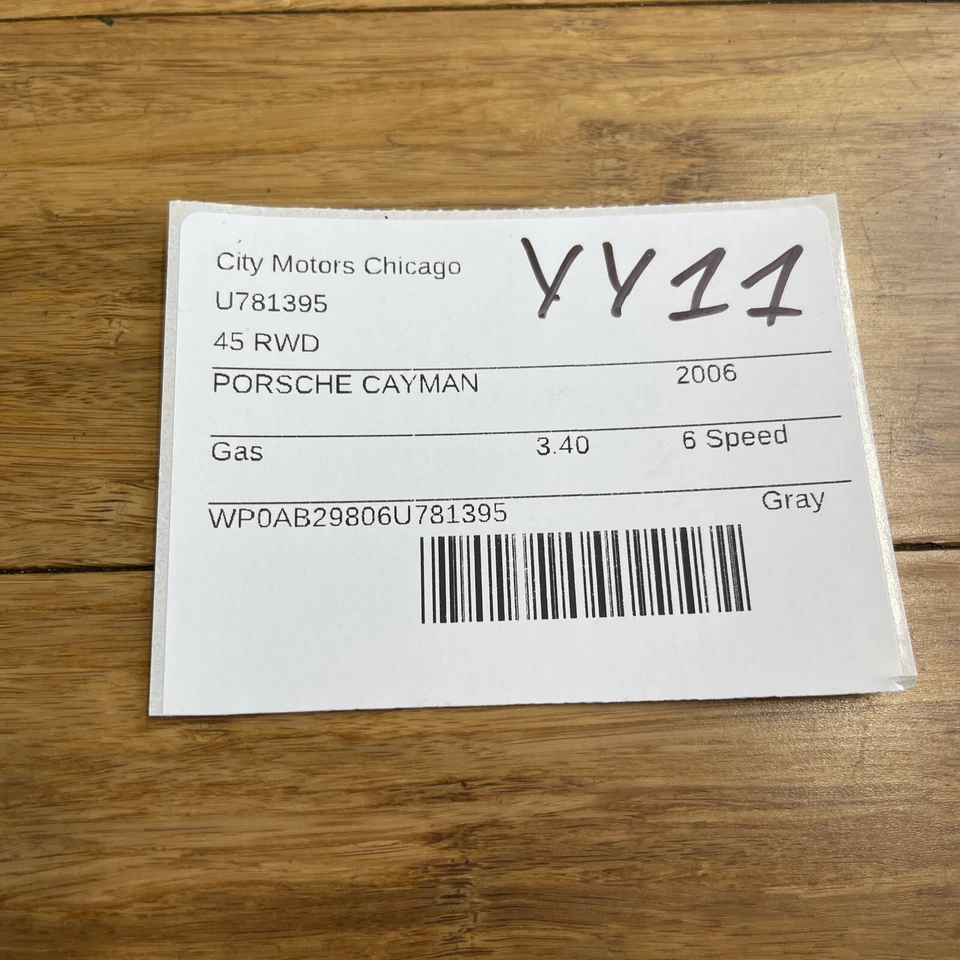 City Motors Chicago YY11
U781395
45 RWD
PORSCHE CAYMAN 2006
Gas 3.40 6 Speed
WP0AB29806U781395 Gray